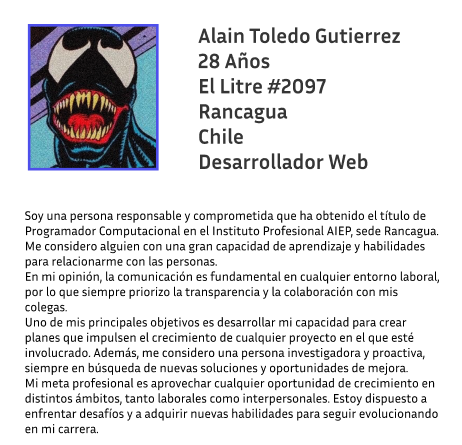 Alain Toledo Gutierrez
28 Años
El Litre #2097
Rancagua
Chile
Desarrollador Web
Soy una persona responsable y comprometida que ha obtenido el título de
Programador Computacional en el Instituto Profesional AIEP, sede Rancagua.
Me considero alguien con una gran capacidad de aprendizaje y habilidades
para relacionarme con las personas.
En mi opinión, la comunicación es fundamental en cualquier entorno laboral,
por lo que siempre priorizo la transparencia y la colaboración con mis
colegas.
Uno de mis principales objetivos es desarrollar mi capacidad para crear
planes que impulsen el crecimiento de cualquier proyecto en el que esté
involucrado. Además, me considero una persona investigadora y proactiva,
siempre en búsqueda de nuevas soluciones y oportunidades de mejora.
Mi meta profesional es aprovechar cualquier oportunidad de crecimiento en
distintos ámbitos, tanto laborales como interpersonales. Estoy dispuesto a
enfrentar desafíos y a adquirir nuevas habilidades para seguir evolucionando
en mi carrera.